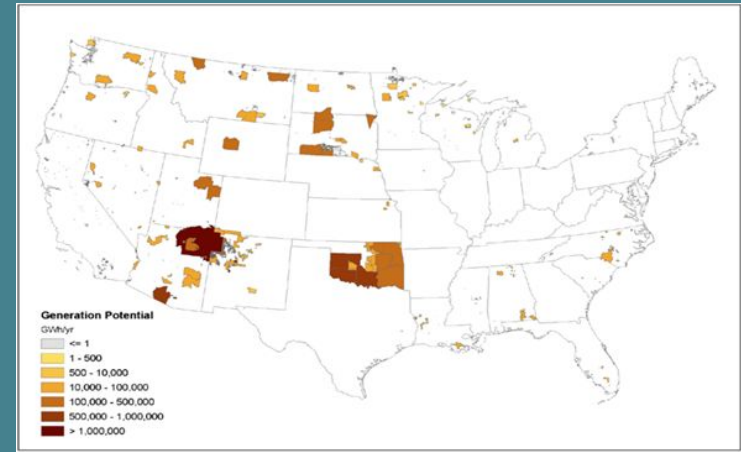 Generation Potential
GWh/yr
<= 1
1 - 500
500 - 10,000
10,000 - 100,000
100,000 - 500,000
500,000 - 1,000,000
> 1,000,000